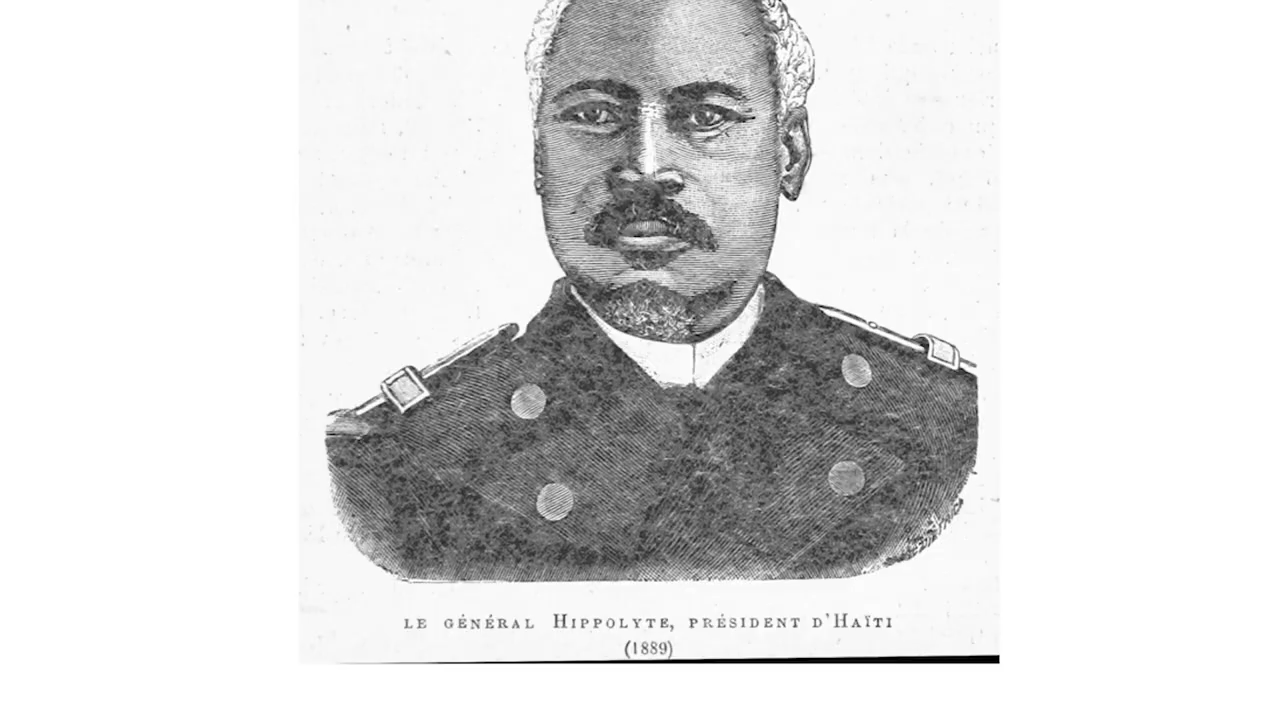 LE GÉNÉRAL HIPPOLYTE, PRÉSIDENT D'HAÏTI
(1889)